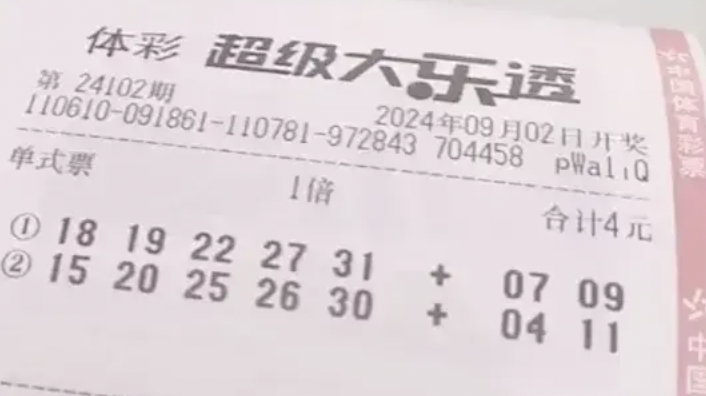 体彩 超级大乐透
第 24102期 2024年09月02日开奖
110610-091861-110781-972843 704458 pWal¡Q
单式票 1倍 合计4元
① 18 19 22 27 31 + 07 09
② 15 20 25 26 30 + 04 11
中国体育彩票
中国